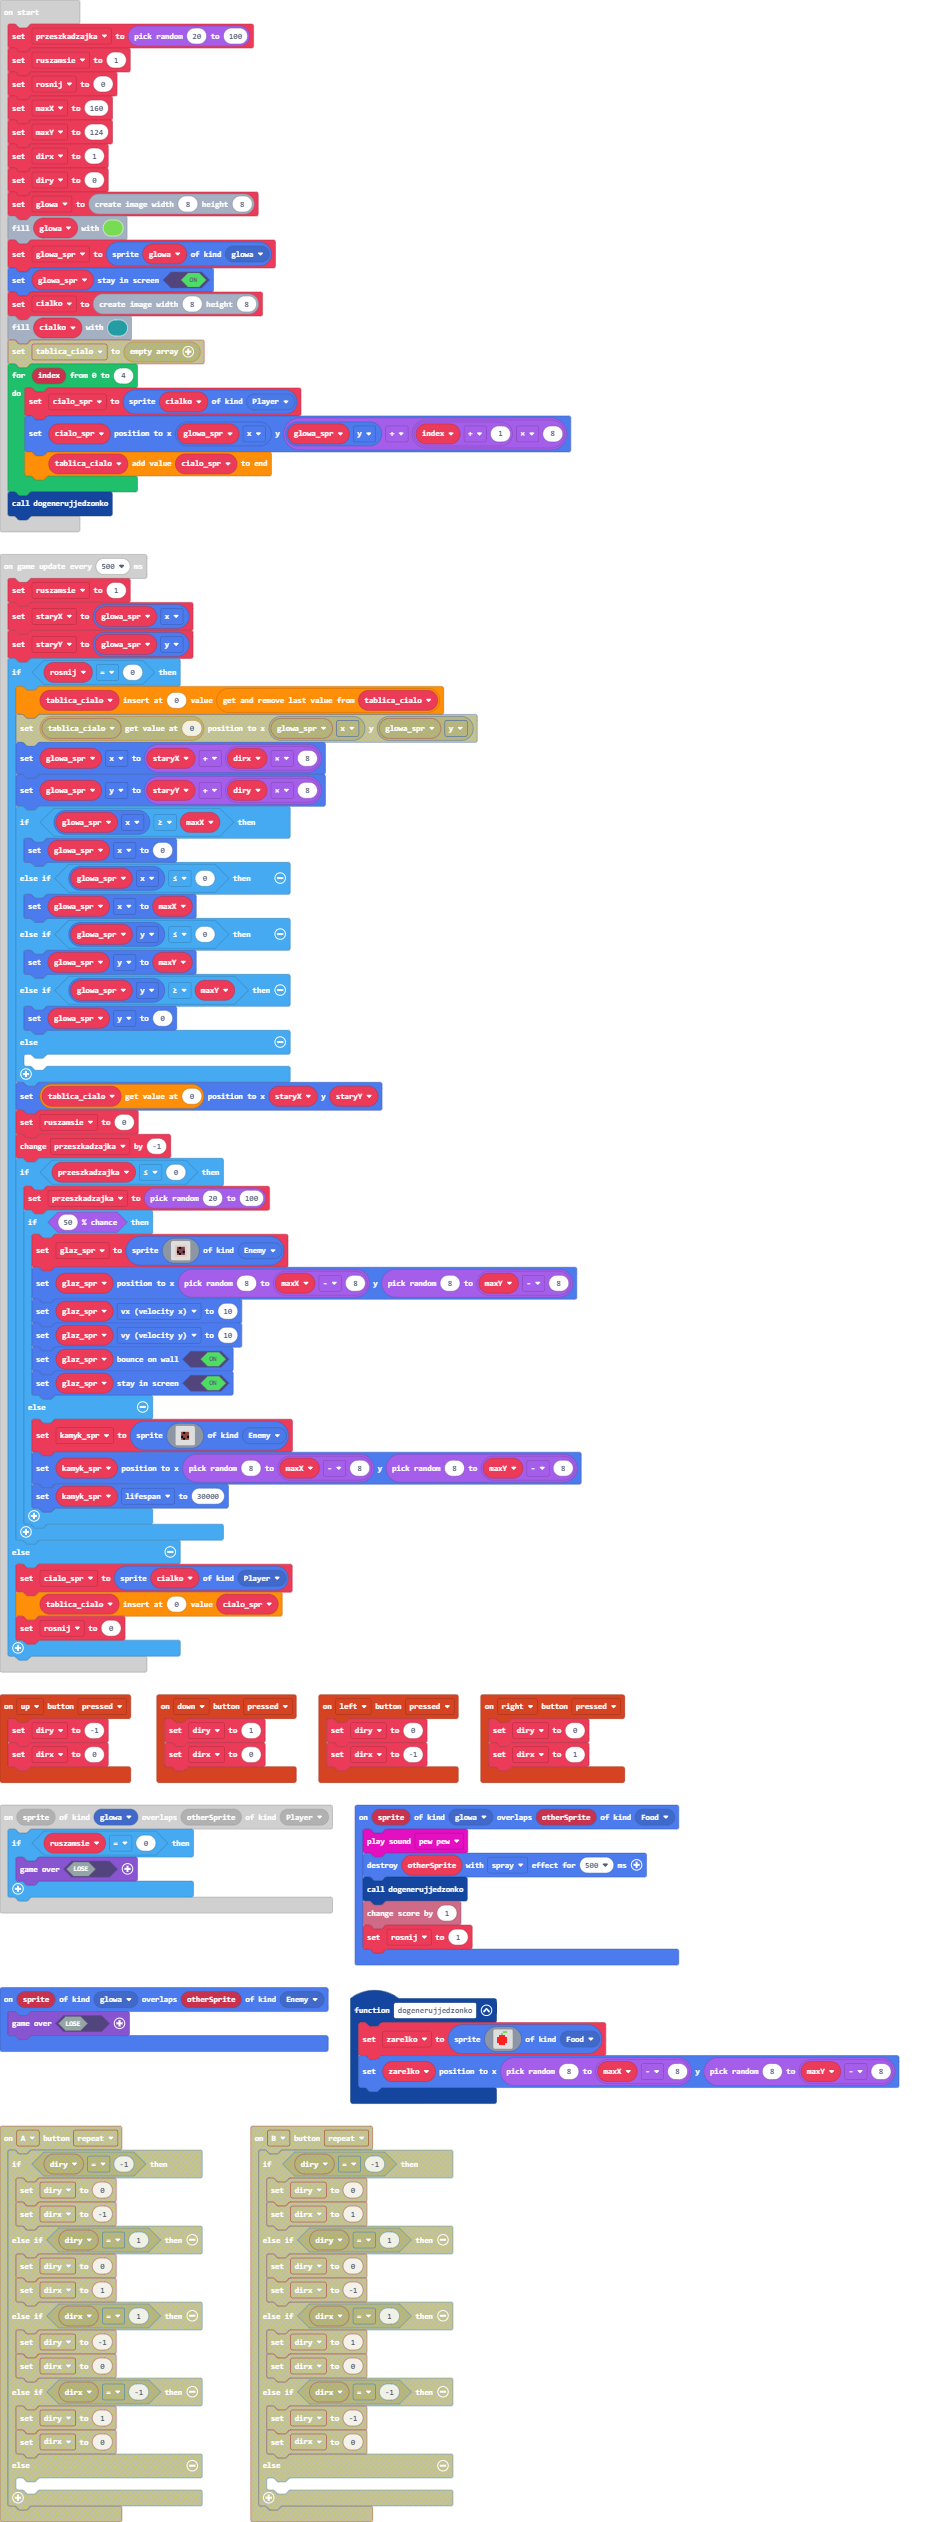 on start
set przeszkadzajka to pick random 20 to 100
set ruszamsie to 1
set rosnij to 0
set maxX to 160
set maxY to 124
set dirx to 1
set diry to 0
set glowa to create image width 8 height 8
fill glowa with
set glowa_spr to sprite glowa of kind glowa
set glowa_spr stay in screen ON
set cialko to create image width 8 height 8
fill cialko with
set tablica_cialo to empty array
for index from 0 to 4
do
set cialo_spr to sprite cialko of kind Player
set cialo_spr position to x glowa_spr x y glowa_spr y + index + 1 × 8
tablica_cialo add value cialo_spr to end
call dogenerujjedzonko
on game update every 500 ms
set ruszamsie to 1
set staryX to glowa_spr x
set staryY to glowa_spr y
if rosnij = 0 then
tablica_cialo insert at 0 value get and remove last value from tablica_cialo
set tablica_cialo get value at 0 position to x glowa_spr x y glowa_spr y
set glowa_spr x to staryX + dirx × 8
set glowa_spr y to staryY + diry × 8
if glowa_spr x ≥ maxX then
set glowa_spr x to 0
else if glowa_spr x ≤ 0 then
set glowa_spr x to maxX
else if glowa_spr y ≤ 0 then
set glowa_spr y to maxY
else if glowa_spr y ≥ maxY then
set glowa_spr y to 0
else
set tablica_cialo get value at 0 position to x staryX y staryY
set ruszamsie to 0
change przeszkadzajka by -1
if przeszkadzajka ≤ 0 then
set przeszkadzajka to pick random 20 to 100
if 50 % chance then
set glaz_spr to sprite of kind Enemy
set glaz_spr position to x pick random 8 to maxX - 8 y pick random 8 to maxY - 8
set glaz_spr vx (velocity x) to 10
set glaz_spr vy (velocity y) to 10
set glaz_spr bounce on wall ON
set glaz_spr stay in screen ON
else
set kamyk_spr to sprite of kind Enemy
set kamyk_spr position to x pick random 8 to maxX - 8 y pick random 8 to maxY - 8
set kamyk_spr lifespan to 30000
else
set cialo_spr to sprite cialko of kind Player
tablica_cialo insert at 0 value cialo_spr
set rosnij to 0
on up button pressed
set diry to -1
set dirx to 0
on down button pressed
set diry to 1
set dirx to 0
on left button pressed
set diry to 0
set dirx to -1
on right button pressed
set diry to 0
set dirx to 1
on sprite of kind glowa overlaps otherSprite of kind Player
if ruszamsie = 0 then
game over LOSE
on sprite of kind glowa overlaps otherSprite of kind Food
play sound pew pew
destroy otherSprite with spray effect for 500 ms
call dogenerujjedzonko
change score by 1
set rosnij to 1
on sprite of kind glowa overlaps otherSprite of kind Enemy
game over LOSE
function dogenerujjedzonko
set zarelko to sprite of kind Food
set zarelko position to x pick random 8 to maxX - 8 y pick random 8 to maxY - 8
on A button repeat
if diry = -1 then
set diry to 0
set dirx to -1
else if diry = 1 then
set diry to 0
set dirx to 1
else if dirx = 1 then
set diry to -1
set dirx to 0
else if dirx = -1 then
set diry to 1
set dirx to 0
else
on B button repeat
if diry = -1 then
set diry to 0
set dirx to 1
else if diry = 1 then
set diry to 0
set dirx to -1
else if dirx = 1 then
set diry to 1
set dirx to 0
else if dirx = -1 then
set diry to -1
set dirx to 0
else